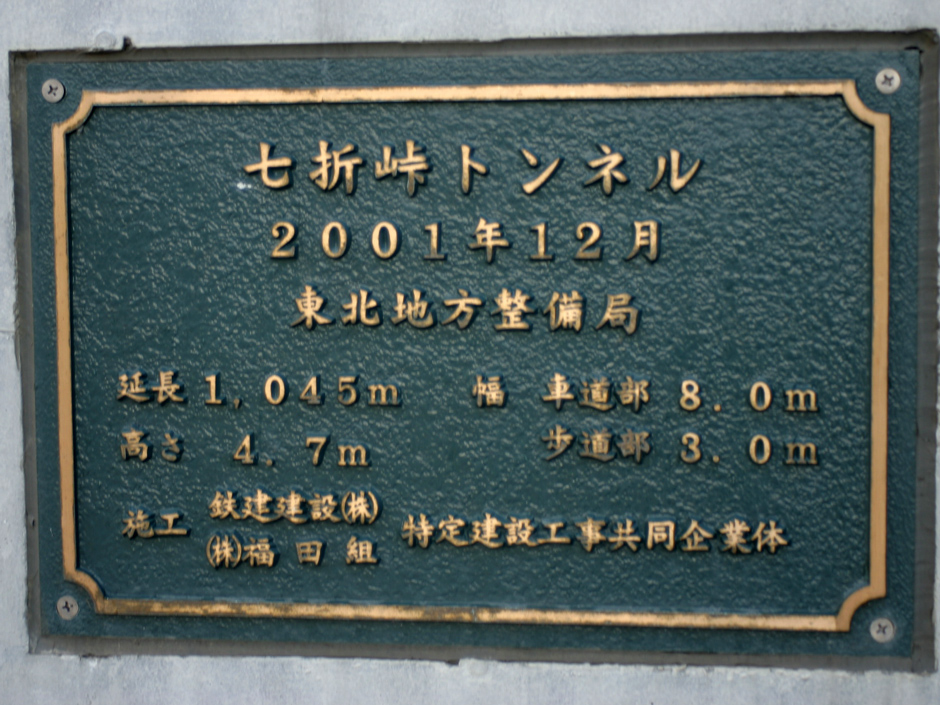 七折峠トンネル
2001年12月
東北地方整備局
延長 1,045m 幅 車道部 8.0m
高さ 4,7m 歩道部 3.0m
施工 鉄建建設㈱ 特定建設工事共同企業体
㈱福田組